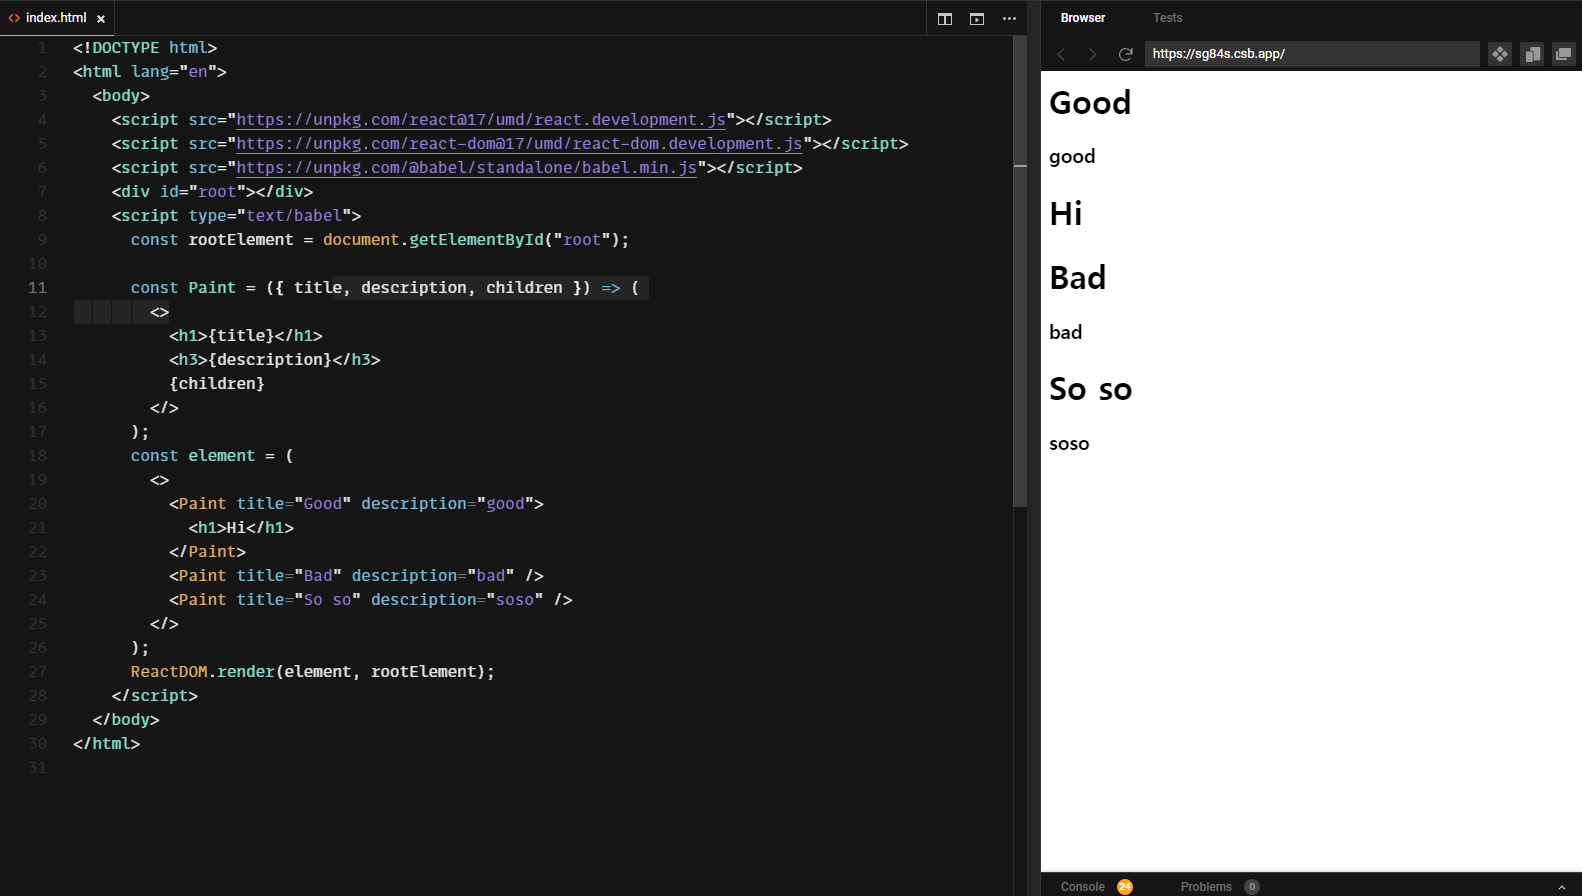 index.html
1 <!DOCTYPE html>
2 <html lang="en">
3 <body>
4 <script src="https://unpkg.com/react@17/umd/react.development.js"></script>
5 <script src="https://unpkg.com/react-dom@17/umd/react-dom.development.js"></script>
6 <script src="https://unpkg.com/@babel/standalone/babel.min.js"></script>
7 <div id="root"></div>
8 <script type="text/babel">
9 const rootElement = document.getElementById("root");
10
11 const Paint = ({ title, description, children }) => (
12 <>
13 <h1>{title}</h1>
14 <h3>{description}</h3>
15 {children}
16 </>
17 );
18 const element = (
19 <>
20 <Paint title="Good" description="good">
21 <h1>Hi</h1>
22 </Paint>
23 <Paint title="Bad" description="bad" />
24 <Paint title="So so" description="soso" />
25 </>
26 );
27 ReactDOM.render(element, rootElement);
28 </script>
29 </body>
30 </html>
31
Browser Tests
https://sg84s.csb.app/
Good
good
Hi
Bad
bad
So so
soso
Console 24 Problems 0